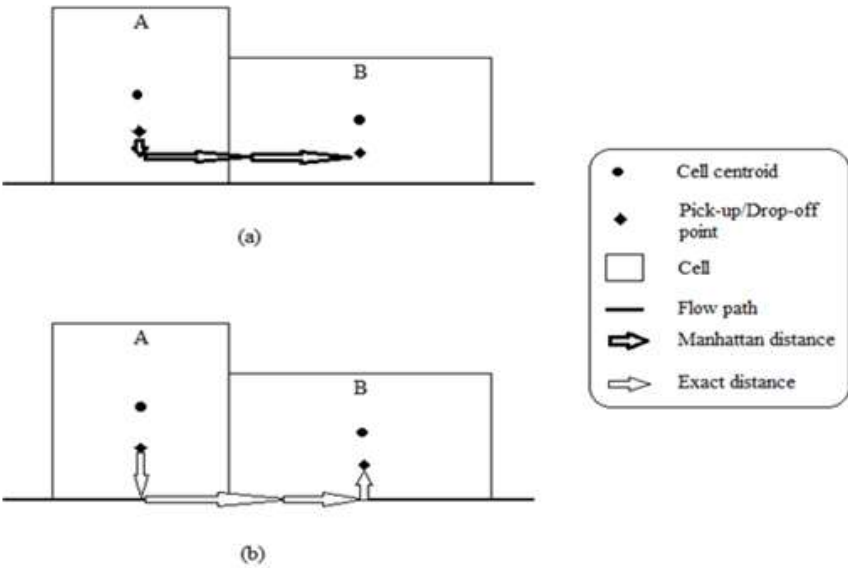 A
B
(a)
A
B
(b)
Cell centroid
Pick-up/Drop-off
point
Cell
Flow path
Manhattan distance
Exact distance